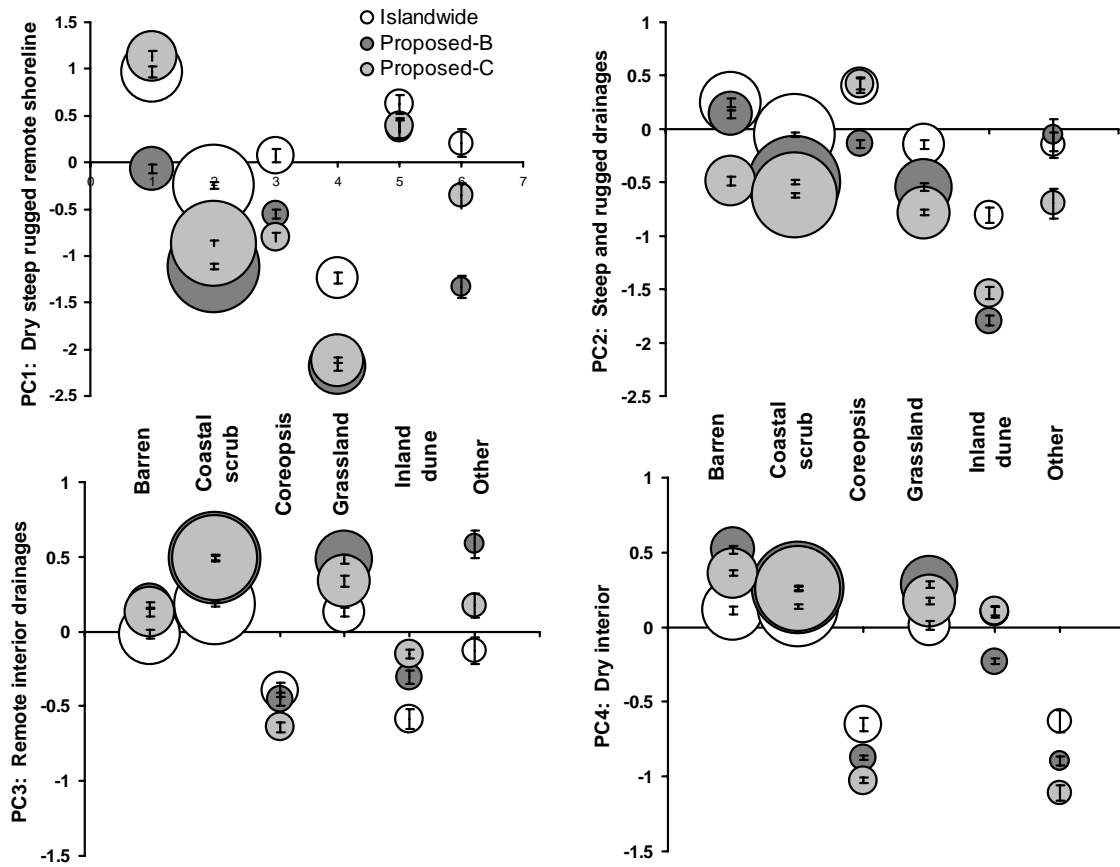 Islandwide
Proposed-B
Proposed-C
PC1: Dry steep rugged remote shoreline
1.5
1
0.5
0
-0.5
-1
-1.5
-2
-2.5
0
1
2
3
4
5
6
7
PC2: Steep and rugged drainages
1
0.5
0
-0.5
-1
-1.5
-2
-2.5
Barren
Coastal
scrub
Coreopsis
Grassland
Inland
dune
Other
Barren
Coastal
scrub
Coreopsis
Grassland
Inland
dune
Other
PC3: Remote interior drainages
1
0.5
0
-0.5
-1
-1.5
PC4: Dry interior
1
0.5
0
-0.5
-1
-1.5